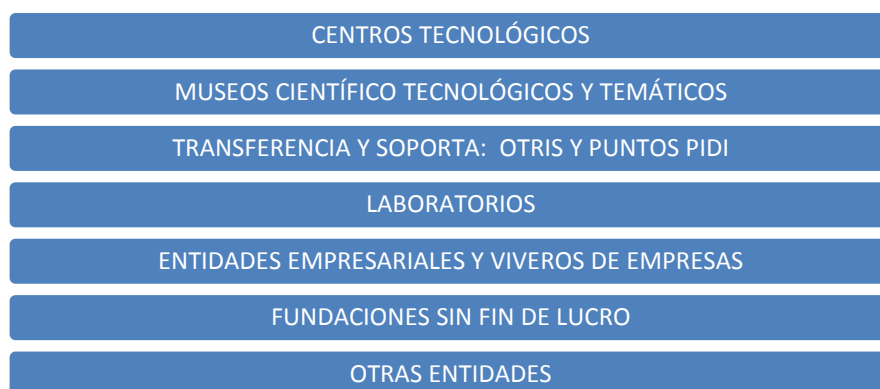 CENTROS TECNOLÓGICOS
MUSEOS CIENTÍFICO TECNOLÓGICOS Y TEMÁTICOS
TRANSFERENCIA Y SOPORTA: OTRIS Y PUNTOS PIDI
LABORATORIOS
ENTIDADES EMPRESARIALES Y VIVEROS DE EMPRESAS
FUNDACIONES SIN FIN DE LUCRO
OTRAS ENTIDADES